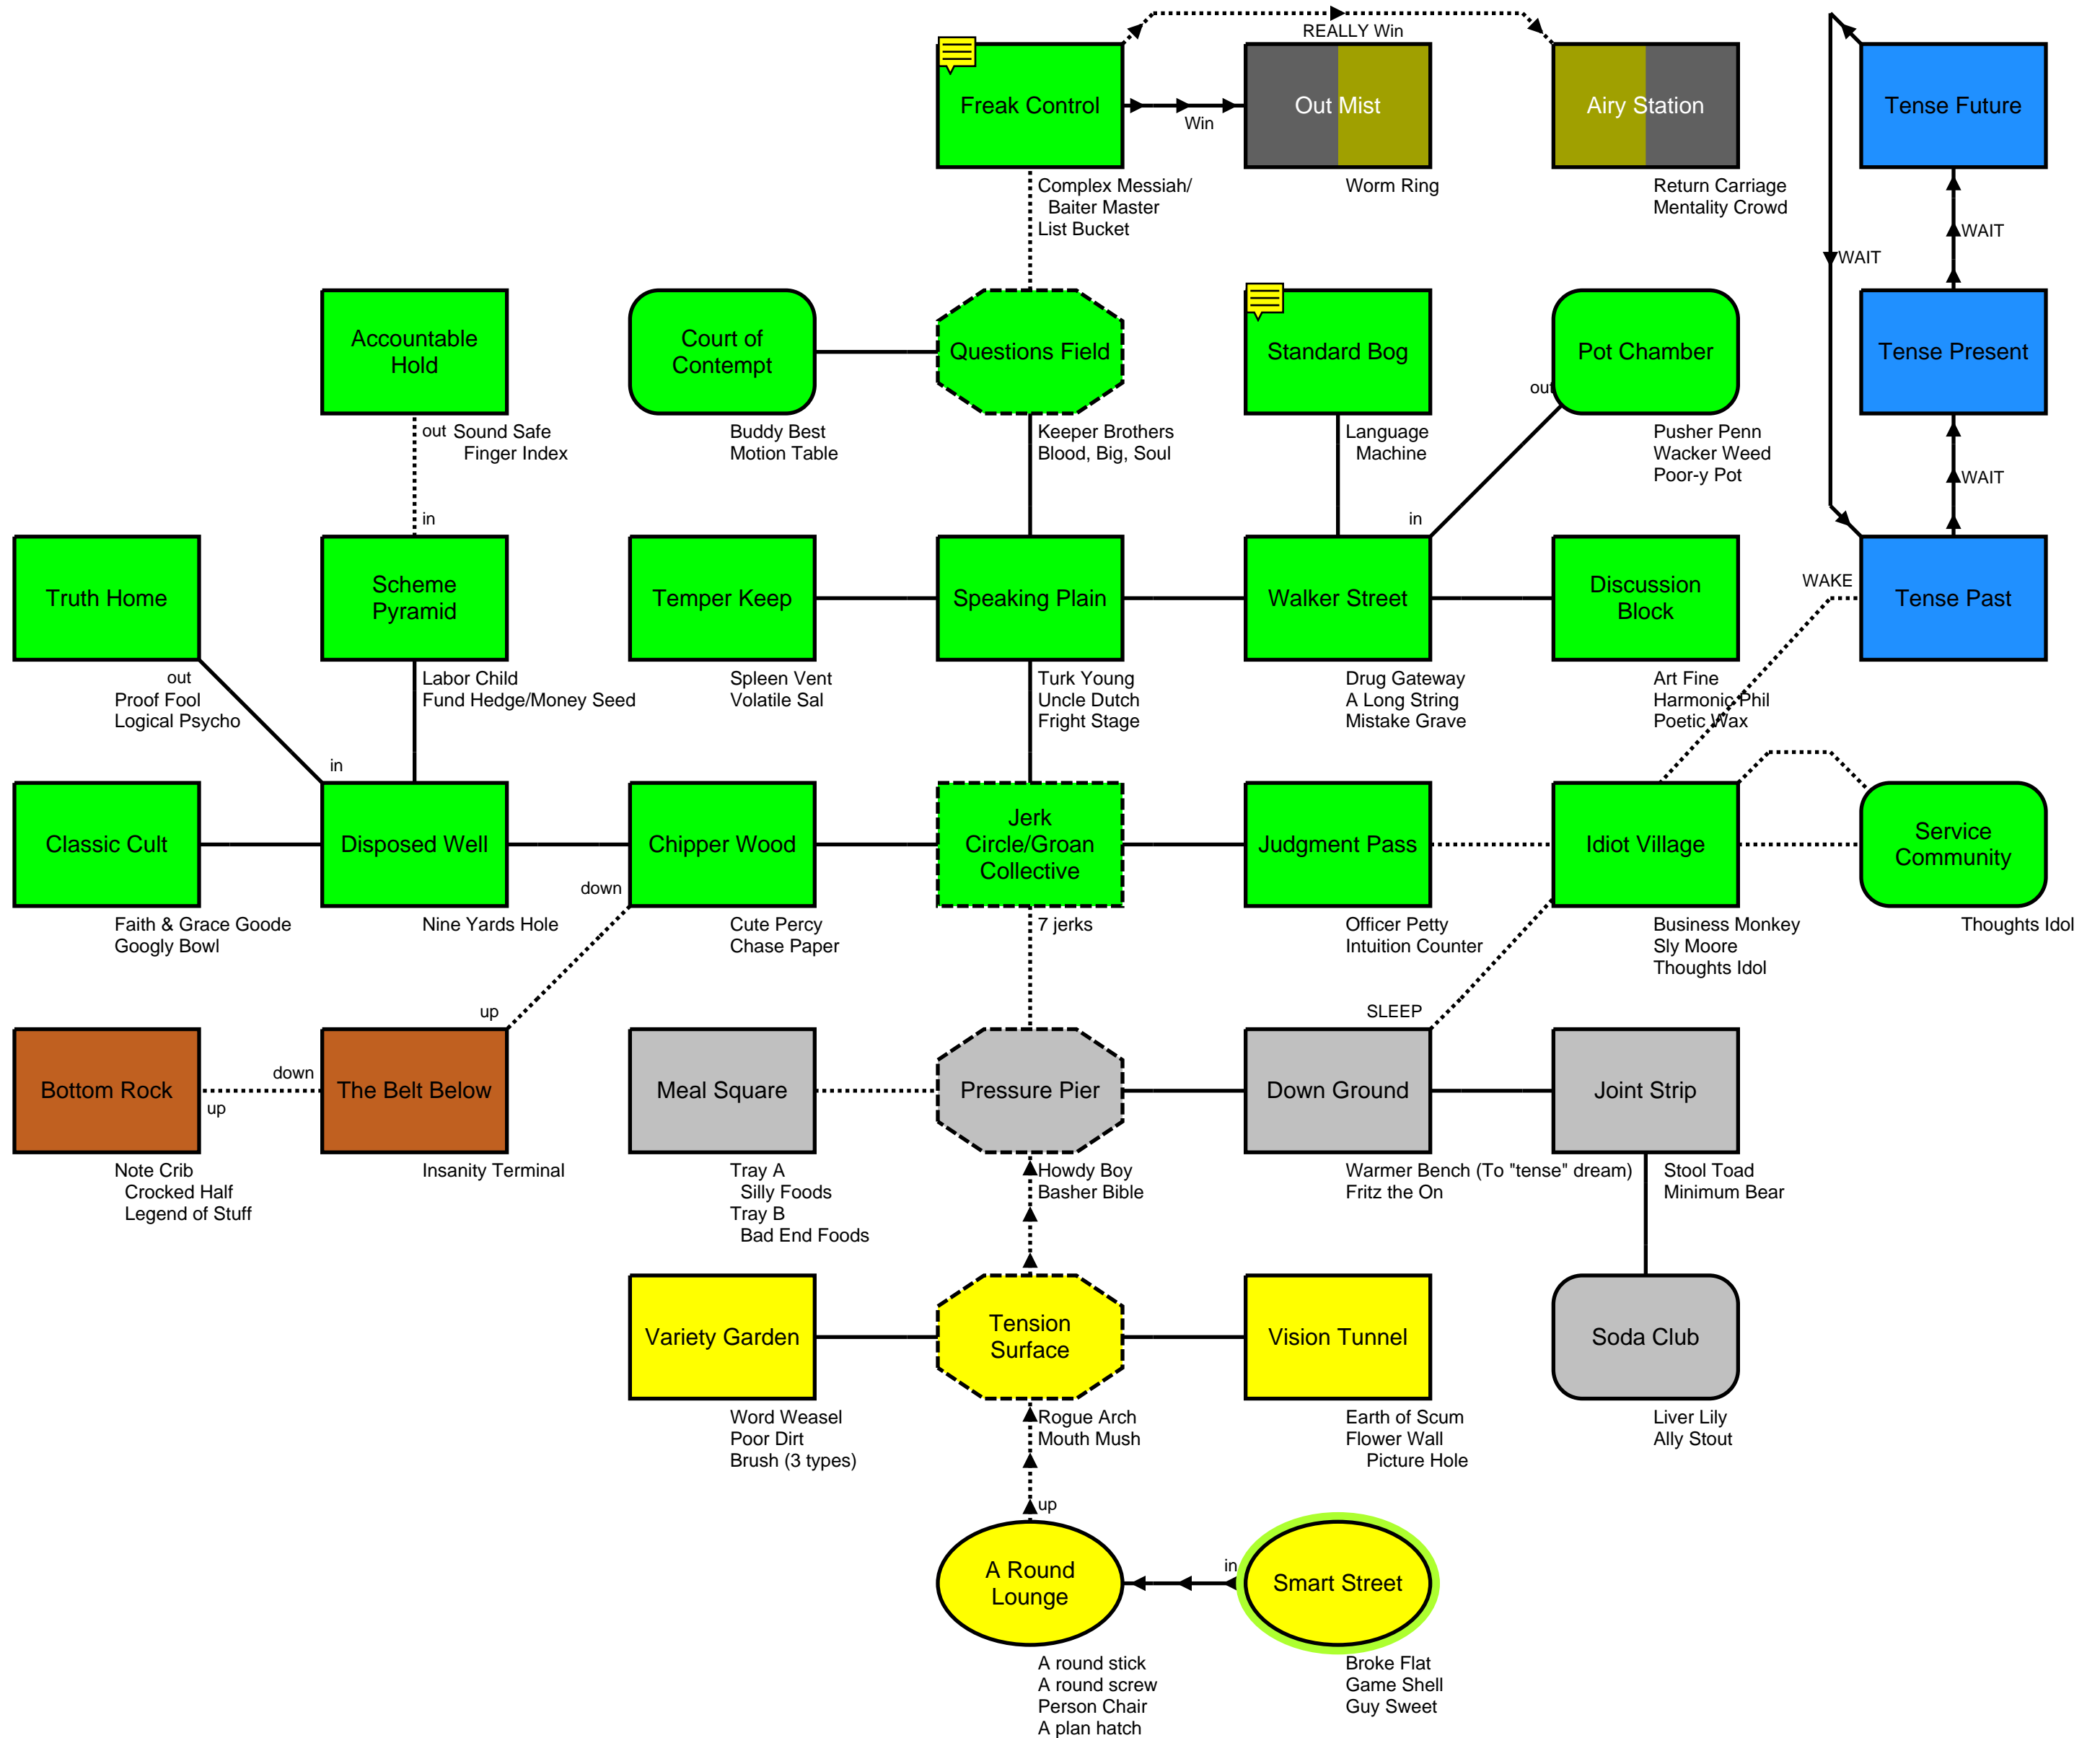 REALLY Win
Freak Control
Out Mist
Airy Station
Tense Future
Win
Complex Messiah/
Baiter Master
List Bucket
Worm Ring
Return Carriage
Mentality Crowd
WAIT
WAIT
Accountable
Hold
Court of
Contempt
Questions Field
Standard Bog
Pot Chamber
Tense Present
out
out
Sound Safe
Finger Index
Buddy Best
Motion Table
Keeper Brothers
Blood, Big, Soul
Language
Machine
Pusher Penn
Wacker Weed
Poor-y Pot
WAIT
in
in
Truth Home
Scheme
Pyramid
Temper Keep
Speaking Plain
Walker Street
Discussion
Block
WAKE
Tense Past
out
Proof Fool
Logical Psycho
Labor Child
Fund Hedge/Money Seed
Spleen Vent
Volatile Sal
Turk Young
Uncle Dutch
Fright Stage
Drug Gateway
A Long String
Mistake Grave
Art Fine
Harmonic Phil
Poetic Wax
in
Classic Cult
Disposed Well
Chipper Wood
Jerk
Circle/Groan
Collective
Judgment Pass
Idiot Village
Service
Community
down
Faith & Grace Goode
Googly Bowl
Nine Yards Hole
Cute Percy
Chase Paper
7 jerks
Officer Petty
Intuition Counter
Business Monkey
Sly Moore
Thoughts Idol
Thoughts Idol
up
SLEEP
Bottom Rock
down
up
The Belt Below
Meal Square
Pressure Pier
Down Ground
Joint Strip
Note Crib
Crocked Half
Legend of Stuff
Insanity Terminal
Tray A
Silly Foods
Tray B
Bad End Foods
Howdy Boy
Basher Bible
Warmer Bench (To "tense" dream)
Fritz the On
Stool Toad
Minimum Bear
Variety Garden
Tension
Surface
Vision Tunnel
Soda Club
Word Weasel
Poor Dirt
Brush (3 types)
Rogue Arch
Mouth Mush
Earth of Scum
Flower Wall
Picture Hole
Liver Lily
Ally Stout
up
A Round
Lounge
in
Smart Street
A round stick
A round screw
Person Chair
A plan hatch
Broke Flat
Game Shell
Guy Sweet